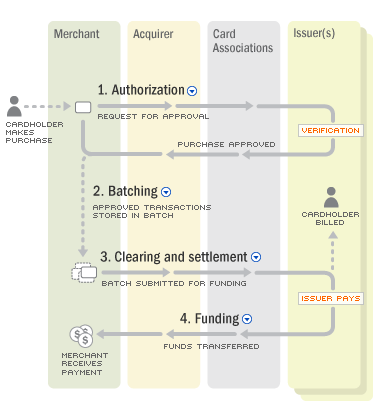 Merchant
Acquirer
Card
Associations
Issuer(s)
1. Authorization
REQUEST FOR APPROVAL
CARDHOLDER
MAKES
PURCHASE
VERIFICATION
PURCHASE APPROVED
2. Batching
APPROVED TRANSACTIONS
STORED IN BATCH
CARDHOLDER
BILLED
3. Clearing and settlement
BATCH SUBMITTED FOR FUNDING
ISSUER PAYS
4. Funding
FUNDS TRANSFERRED
$ $ $
MERCHANT
RECEIVES
PAYMENT